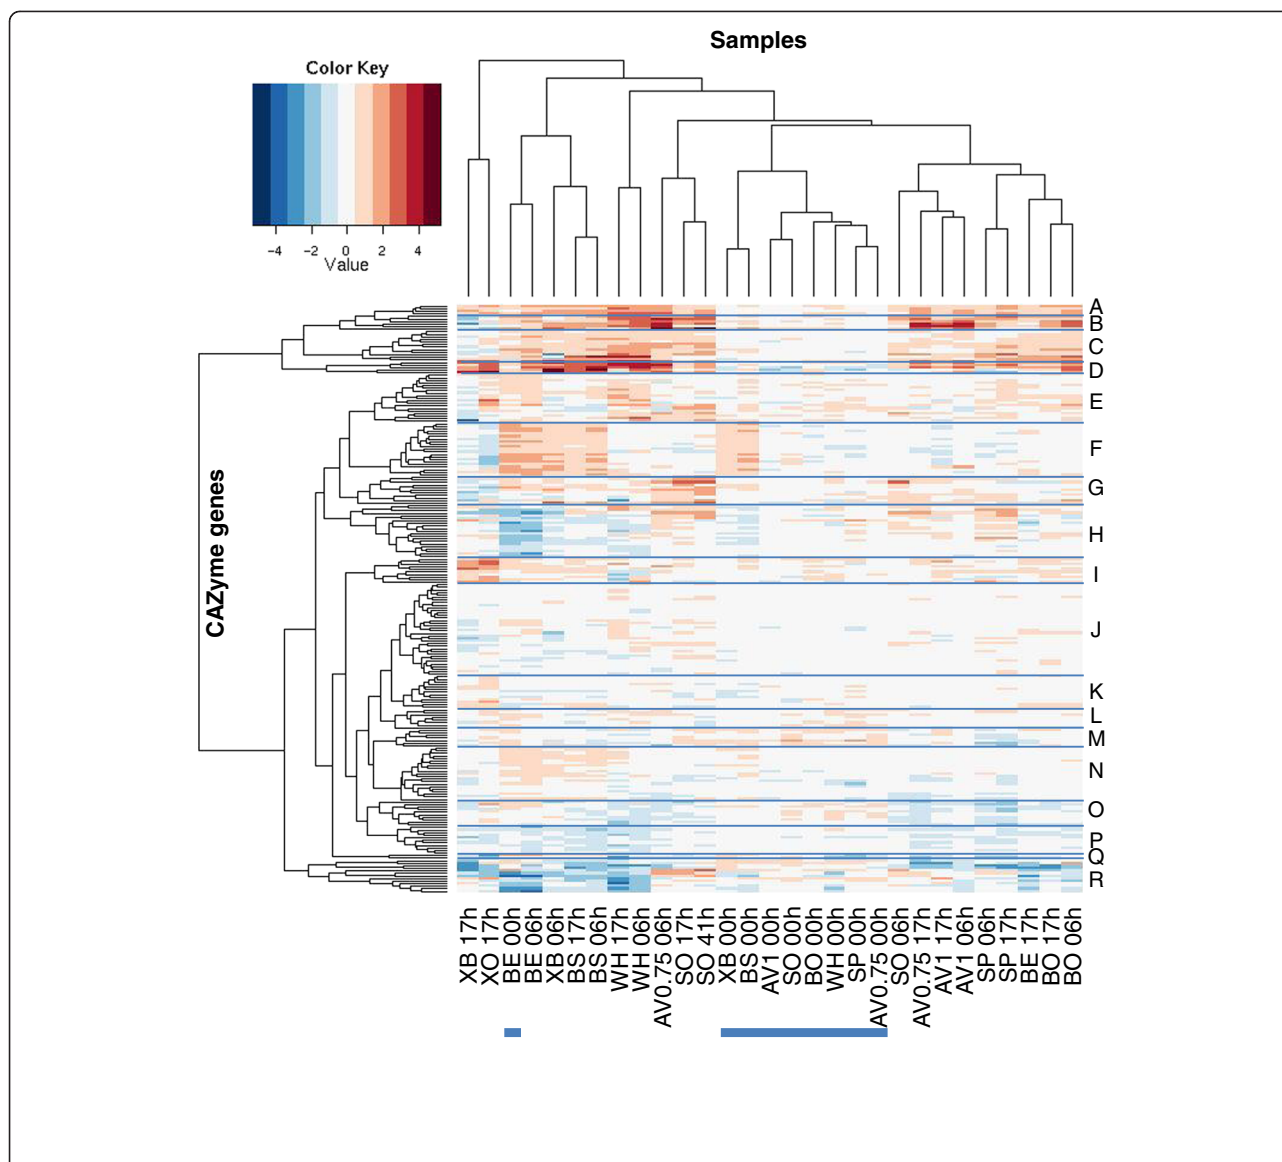 Samples
Color Key
−4 −2 0 2 4
Value
CAZyme genes
A
B
C
D
E
F
G
H
I
J
K
L
M
N
O
P
Q
R
XB 17h
XO 17h
BE 00h
BE 06h
XB 06h
BS 17h
BS 06h
WH 17h
WH 06h
AV0.75 06h
SO 17h
SO 41h
XB 00h
BS 00h
AV1 00h
SO 00h
BO 00h
WH 00h
SP 00h
AV0.75 00h
SO 06h
AV0.75 17h
AV1 17h
AV1 06h
SP 06h
SP 17h
BE 17h
BO 17h
BO 06h